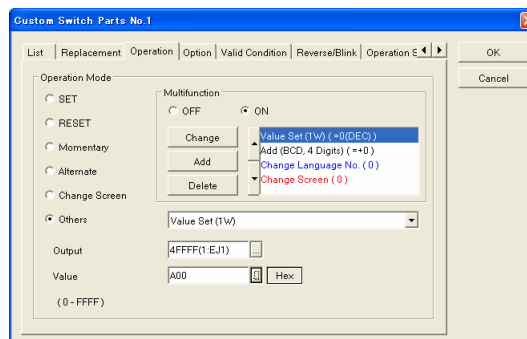 Custom Switch Parts No.1
List Replacement Operation Option Valid Condition Reverse/Blink Operation S
OK
Cancel
Operation Mode
SET
RESET
Momentary
Alternate
Change Screen
Others
Multifunction
OFF ON
Change
Add
Delete
Value Set (1W) ( =0(DEC) )
Add (BCD, 4 Digits) ( =+0 )
Change Language No. ( 0 )
Change Screen ( 0 )
Value Set (1W)
Output 4FFFF(1:EJ1) ...
Value A00 Hex
( 0 - FFFF )